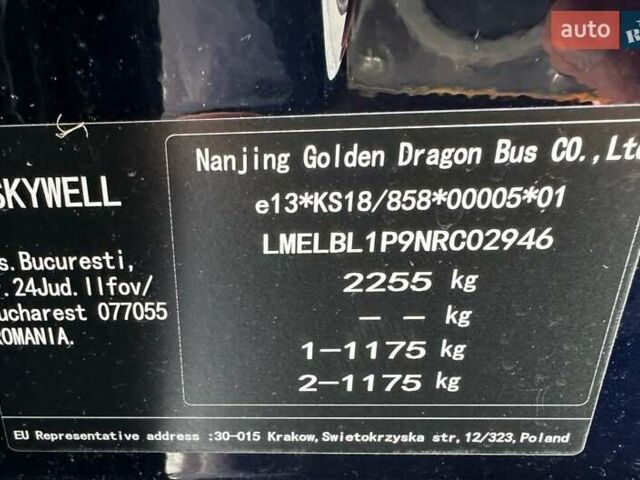 auto
Nanjing Golden Dragon Bus CO.,Ltd
SKYWELL
e13*KS18/858*00005*01
LMELBL1P9NRC02946
s.Bucuresti,
.24Jud.Ilfov/
Bucharest 077055
ROMANIA.
2255 kg
– – kg
1-1175 kg
2-1175 kg
EU Representative address :30-015 Krakow,Swietokrzyska str,12/323,Poland